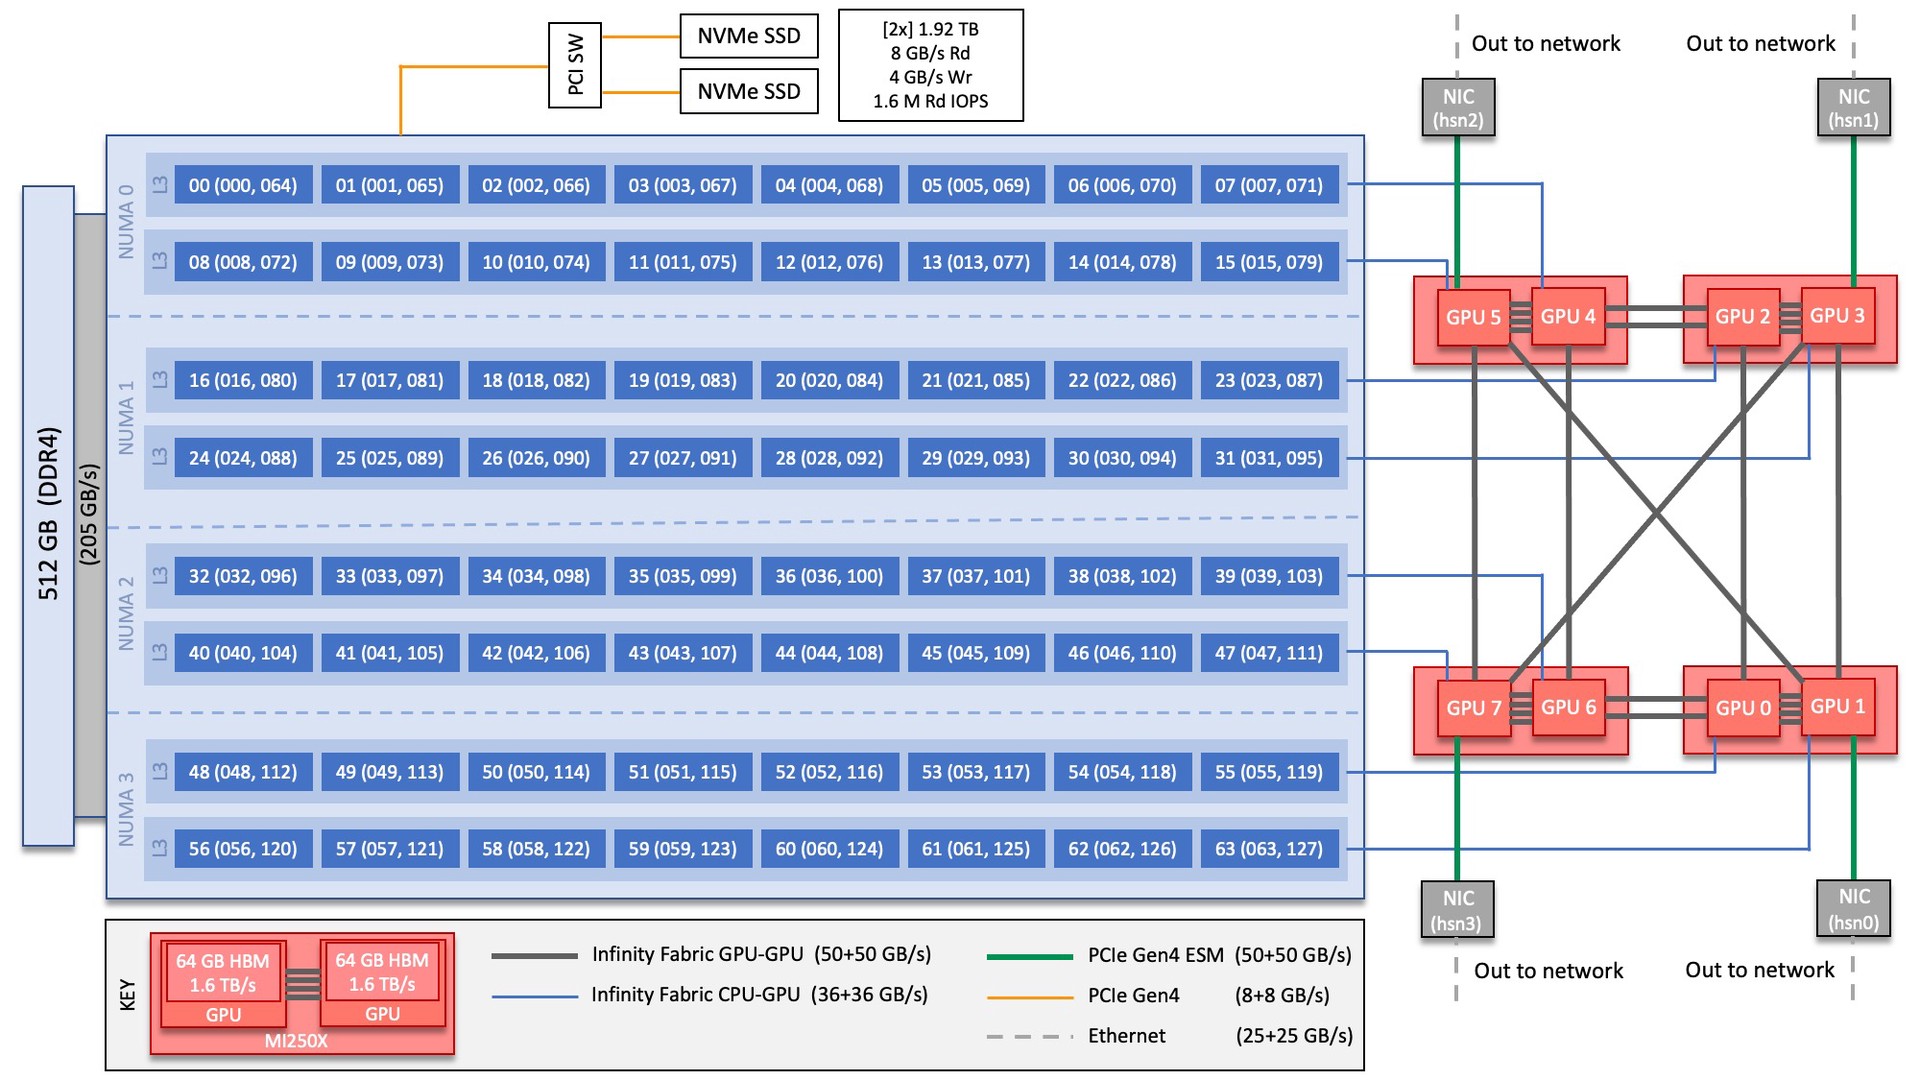 PCI SW
NVMe SSD
NVMe SSD
[2x] 1.92 TB
8 GB/s Rd
4 GB/s Wr
1.6 M Rd IOPS
Out to network
Out to network
NIC
(hsn2)
NIC
(hsn1)
512 GB (DDR4)
(205 GB/s)
NUMA 0
L3
00 (000, 064)
01 (001, 065)
02 (002, 066)
03 (003, 067)
04 (004, 068)
05 (005, 069)
06 (006, 070)
07 (007, 071)
L3
08 (008, 072)
09 (009, 073)
10 (010, 074)
11 (011, 075)
12 (012, 076)
13 (013, 077)
14 (014, 078)
15 (015, 079)
NUMA 1
L3
16 (016, 080)
17 (017, 081)
18 (018, 082)
19 (019, 083)
20 (020, 084)
21 (021, 085)
22 (022, 086)
23 (023, 087)
L3
24 (024, 088)
25 (025, 089)
26 (026, 090)
27 (027, 091)
28 (028, 092)
29 (029, 093)
30 (030, 094)
31 (031, 095)
NUMA 2
L3
32 (032, 096)
33 (033, 097)
34 (034, 098)
35 (035, 099)
36 (036, 100)
37 (037, 101)
38 (038, 102)
39 (039, 103)
L3
40 (040, 104)
41 (041, 105)
42 (042, 106)
43 (043, 107)
44 (044, 108)
45 (045, 109)
46 (046, 110)
47 (047, 111)
NUMA 3
L3
48 (048, 112)
49 (049, 113)
50 (050, 114)
51 (051, 115)
52 (052, 116)
53 (053, 117)
54 (054, 118)
55 (055, 119)
L3
56 (056, 120)
57 (057, 121)
58 (058, 122)
59 (059, 123)
60 (060, 124)
61 (061, 125)
62 (062, 126)
63 (063, 127)
GPU 5
GPU 4
GPU 2
GPU 3
GPU 7
GPU 6
GPU 0
GPU 1
NIC
(hsn3)
NIC
(hsn0)
Out to network
Out to network
KEY
64 GB HBM
1.6 TB/s
GPU
64 GB HBM
1.6 TB/s
GPU
MI250X
Infinity Fabric GPU-GPU (50+50 GB/s)
Infinity Fabric CPU-GPU (36+36 GB/s)
PCIe Gen4 ESM (50+50 GB/s)
PCIe Gen4 (8+8 GB/s)
Ethernet (25+25 GB/s)